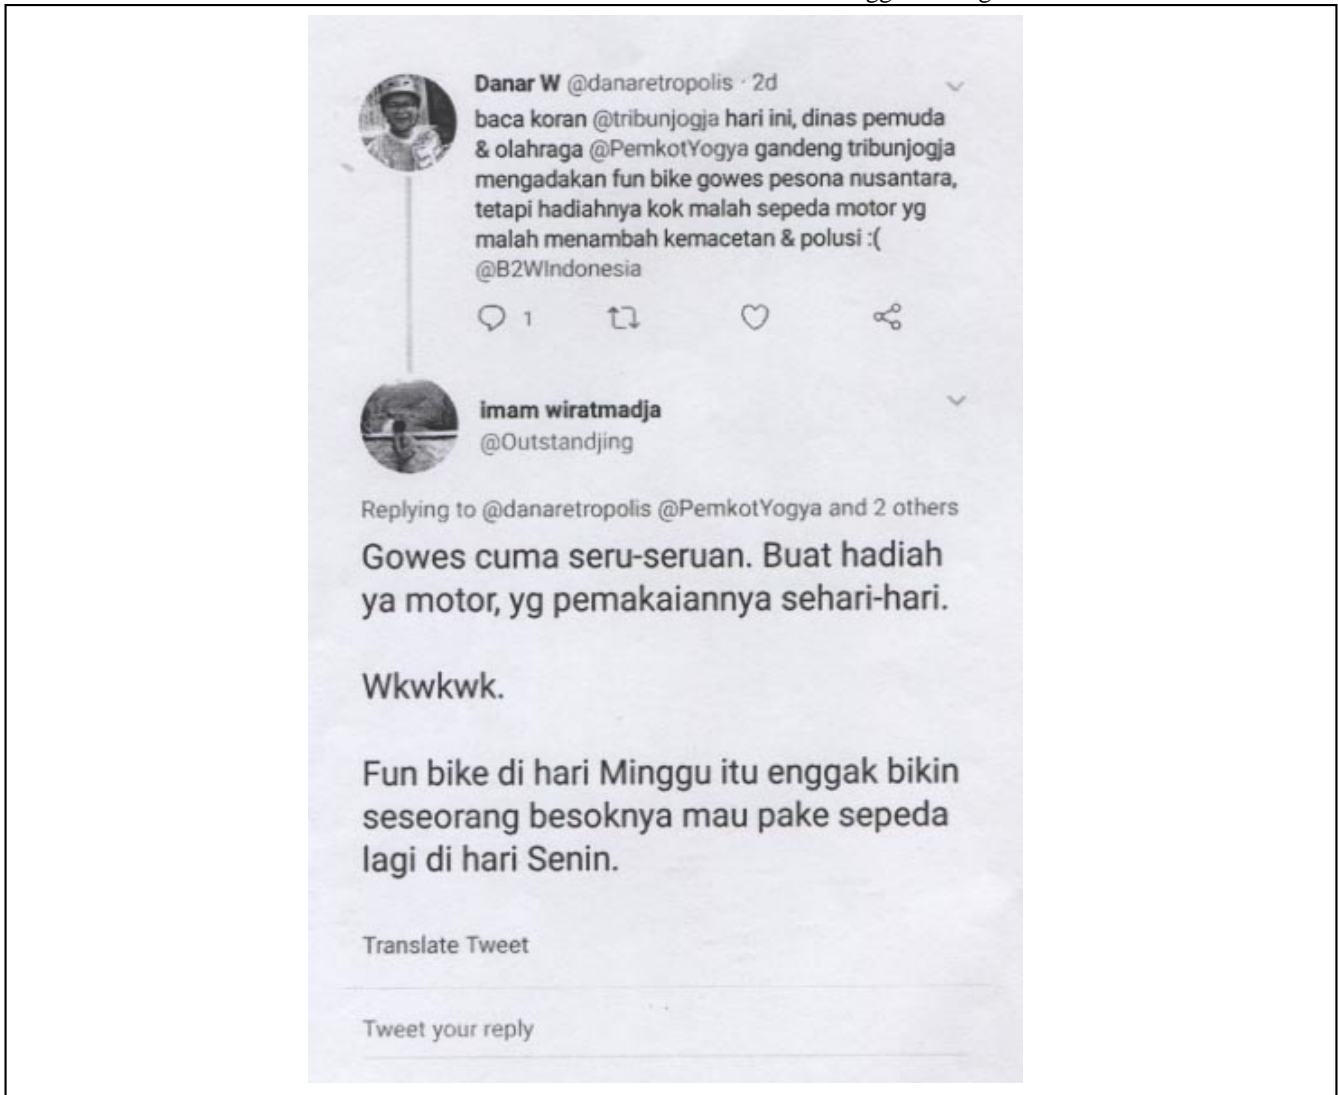 Danar W @danaretropolis · 2d
baca koran @tribunjogja hari ini, dinas pemuda
& olahraga @PemkotYogya gandeng tribunjogja
mengadakan fun bike gowes pesona nusantara,
tetapi hadiahnya kok malah sepeda motor yg
malah menambah kemacetan & polusi :(
@B2WIndonesia
1
imam wiratmadja
@Outstandjing
Replying to @danaretropolis @PemkotYogya and 2 others
Gowes cuma seru-seruan. Buat hadiah
ya motor, yg pemakaiannya sehari-hari.
Wkwkwk.
Fun bike di hari Minggu itu enggak bikin
seseorang besoknya mau pake sepeda
lagi di hari Senin.
Translate Tweet
Tweet your reply